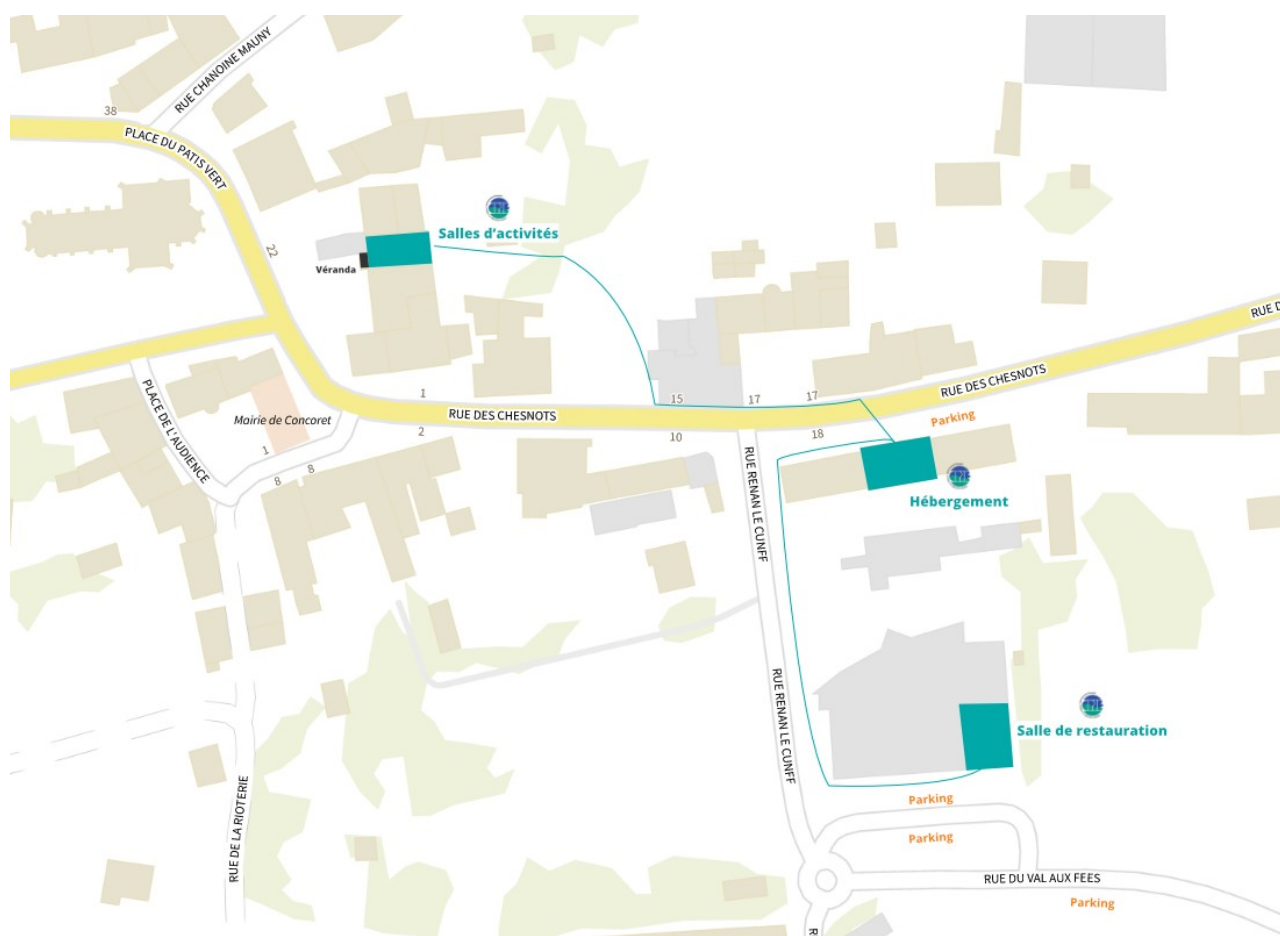 RUE CHANOINE MAUNY
38
PLACE DU PATIS VERT
22
Salles d'activités
Véranda
RUE D
1
15
17
17
RUE DES CHESNOTS
RUE DES CHESNOTS
Parking
Mairie de Concoret
PLACE DE L'AUDIENCE
2
10
18
1
8
8
RUE RENAN LE CUNFF
Hébergement
RUE RENAN LE CUNFF
Salle de restauration
RUE DE LA RIOTERIE
Parking
Parking
RUE DU VAL AUX FEES
Parking
R